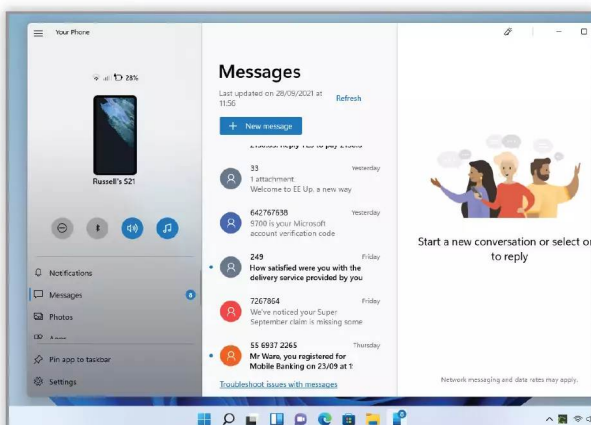 Your Phone
28%
Russell's S21
Notifications
Messages
Photos
Pin app to taskbar
Settings
Messages
Last updated on 28/09/2021 at
11:56
Refresh
+ New message
33
Yesterday
1 attachment
Welcome to EE Up, a new way
642767638
Yesterday
9700 is your Microsoft
account verification code
249
Friday
How satisfied were you with the
delivery service provided by you
7267864
Friday
We've noticed your Super
September claim is missing some
55 6937 2265
Thursday
Mr Ware, you registered for
Mobile Banking on 23/09 at 1
Troubleshoot issues with messages
Start a new conversation or select
to reply
Network messaging and data rates may apply.